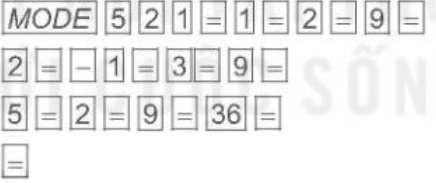 MODE 5 2 1 = 1 = 2 = 9 =
2 = - 1 = 3 = 9 =
5 = 2 = 9 = 36 =
=